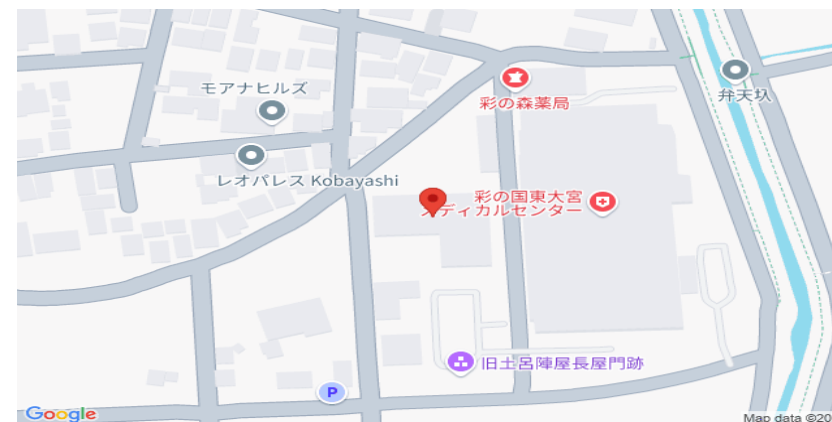 弁天圦
彩の森薬局
モアナヒルズ
レオパレス Kobayashi
彩の国東大宮
メディカルセンター
旧土呂陣屋長屋門跡
P
Google
Map data ©20